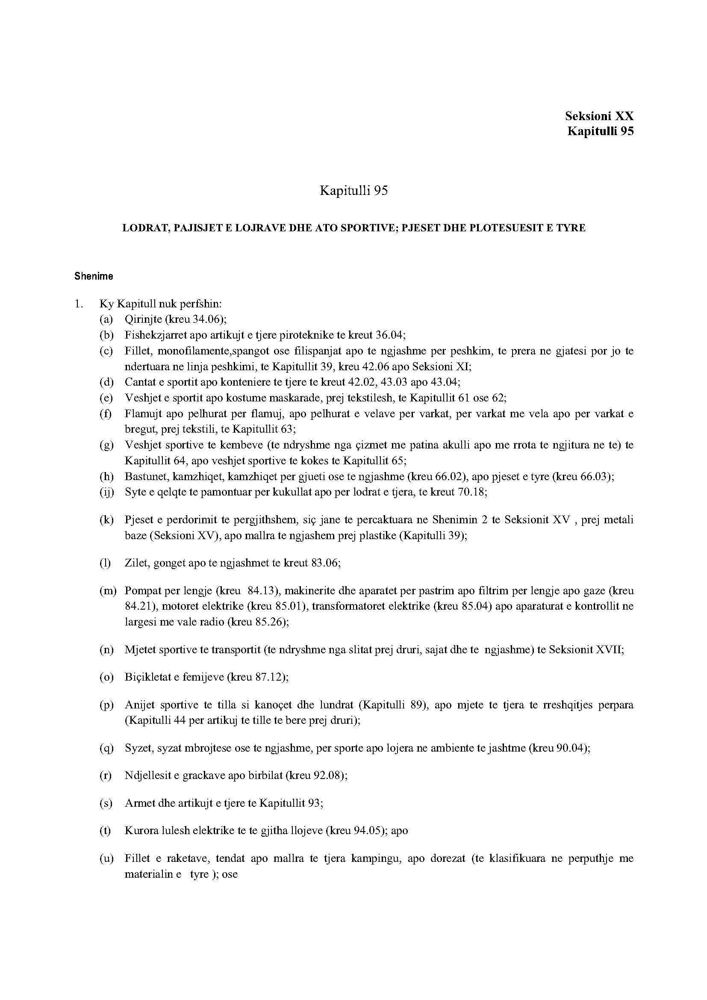 Seksioni XX
Kapitulli 95
Kapitulli 95
LODRAT, PAJISJET E LOJRAVE DHE ATO SPORTIVE; PJESET DHE PLOTESUESIT E TYRE
Shenime
1. Ky Kapitull nuk perfshin:
(a) Qirinjte (kreu 34.06);
(b) Fishekzjarret apo artikujt e tjere piroteknike te kreut 36.04;
(c) Fillet, monofilamente,spangot ose filispanjat apo te ngjashme per peshkim, te prera ne gjatesi por jo te
ndertuara ne linja peshkimi, te Kapitullit 39, kreu 42.06 apo Seksioni XI;
(d) Cantat e sportit apo konteniere te tjere te kreut 42.02, 43.03 apo 43.04;
(e) Veshjet e sportit apo kostume maskarade, prej tekstilesh, te Kapitullit 61 ose 62;
(f) Flamujt apo pelhurat per flamuj, apo pelhurat e velave per varkat, per varkat me vela apo per varkat e
bregut, prej tekstili, te Kapitullit 63;
(g) Veshjet sportive te kembeve (te ndryshme nga çizmet me patina akulli apo me rrota te ngjitura ne te) te
Kapitullit 64, apo veshjet sportive te kokes te Kapitullit 65;
(h) Bastunet, kamzhiqet, kamzhiqet per gjueti ose te ngjashme (kreu 66.02), apo pjeset e tyre (kreu 66.03);
(ij) Syte e qelqte te pamontuar per kukullat apo per lodrat e tjera, te kreut 70.18;
(k) Pjeset e perdorimit te pergjithshem, siç jane te percaktuara ne Shenimin 2 te Seksionit XV , prej metali
baze (Seksioni XV), apo mallra te ngjashem prej plastike (Kapitulli 39);
(l) Zilet, gonget apo te ngjashmet te kreut 83.06;
(m) Pompat per lengje (kreu 84.13), makinerite dhe aparatet per pastrim apo filtrim per lengje apo gaze (kreu
84.21), motoret elektrike (kreu 85.01), transformatoret elektrike (kreu 85.04) apo aparaturat e kontrollit ne
largesi me vale radio (kreu 85.26);
(n) Mjetet sportive te transportit (te ndryshme nga slitat prej druri, sajat dhe te ngjashme) te Seksionit XVII;
(o) Biçikletat e femijeve (kreu 87.12);
(p) Anijet sportive te tilla si kanoçet dhe lundrat (Kapitulli 89), apo mjete te tjera te rreshqitjes perpara
(Kapitulli 44 per artikuj te tille te bere prej druri);
(q) Syzet, syzat mbrojtese ose te ngjashme, per sporte apo lojera ne ambiente te jashtme (kreu 90.04);
(r) Ndjellesit e grackave apo birbilat (kreu 92.08);
(s) Armet dhe artikujt e tjere te Kapitullit 93;
(t) Kurora lulesh elektrike te te gjitha llojeve (kreu 94.05); apo
(u) Fillet e raketave, tendat apo mallra te tjera kampingu, apo dorezat (te klasifikuara ne perputhje me
materialin e tyre ); ose